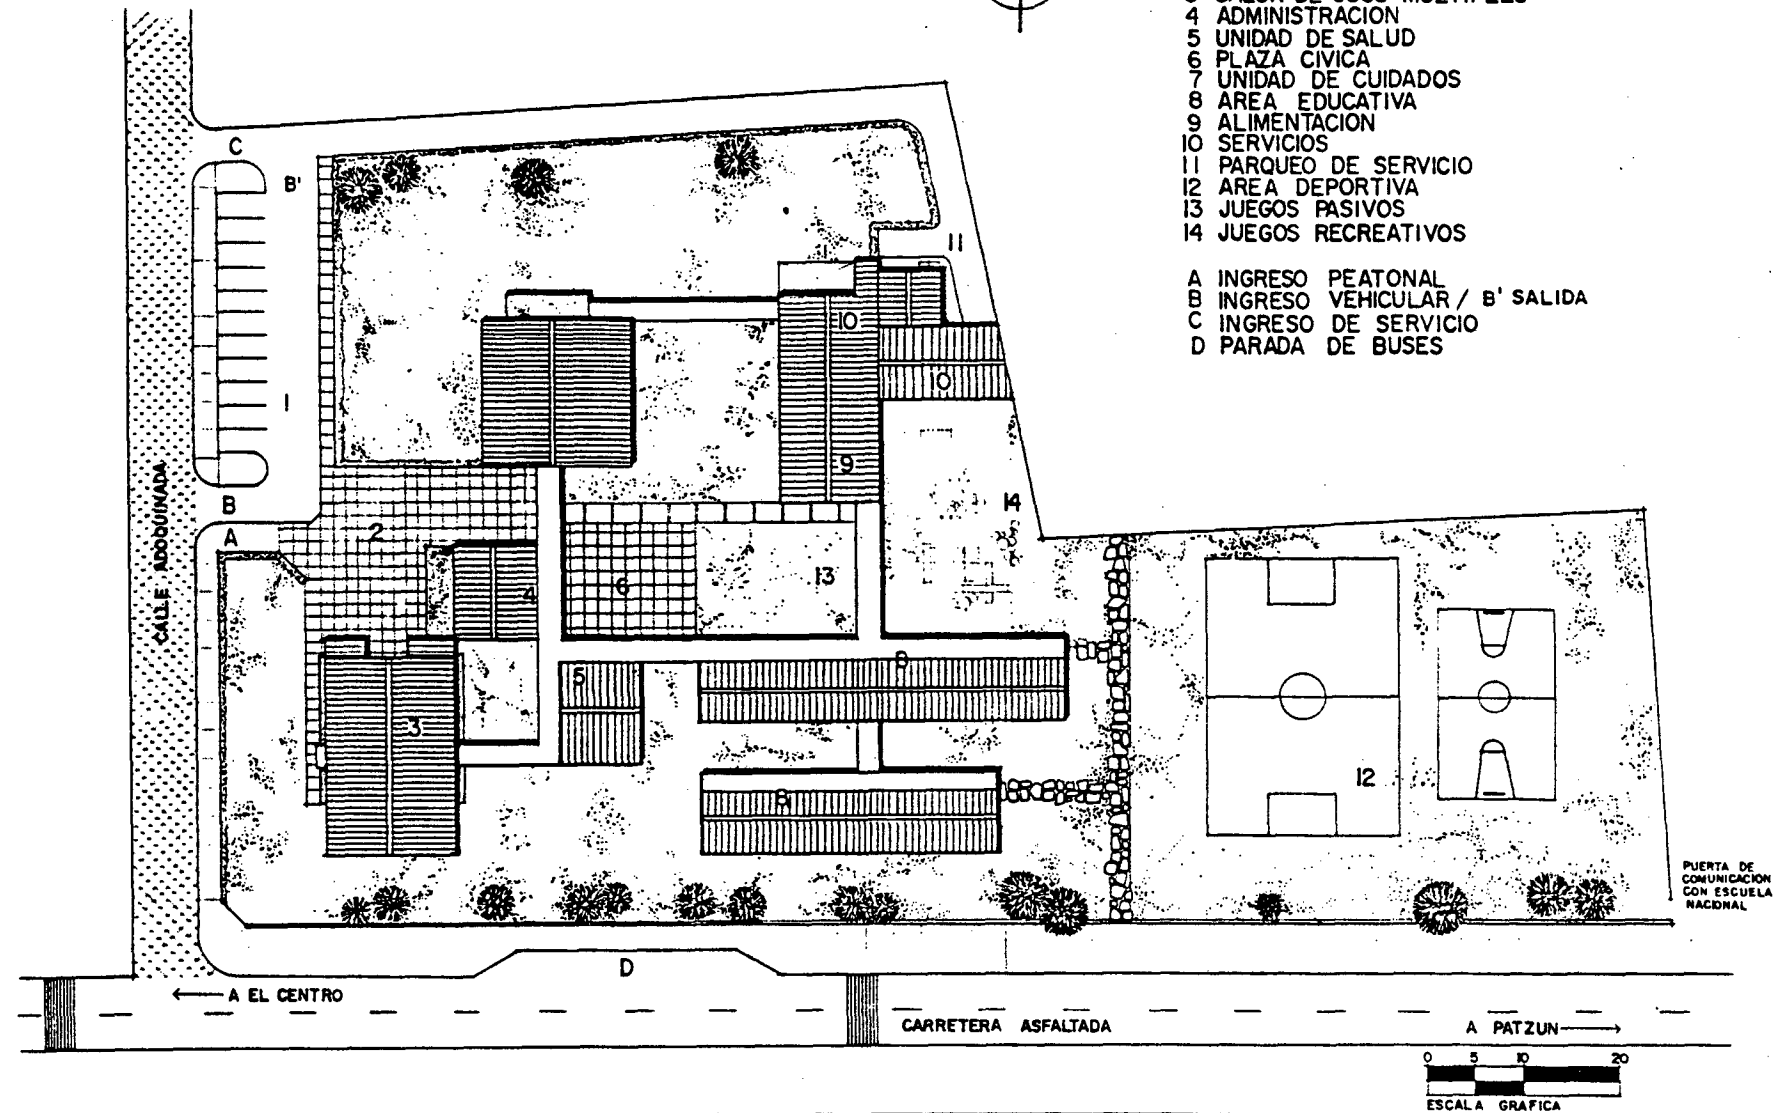 4 ADMINISTRACION
5 UNIDAD DE SALUD
6 PLAZA CIVICA
7 UNIDAD DE CUIDADOS
8 AREA EDUCATIVA
9 ALIMENTACION
10 SERVICIOS
11 PARQUEO DE SERVICIO
12 AREA DEPORTIVA
13 JUEGOS PASIVOS
14 JUEGOS RECREATIVOS
A INGRESO PEATONAL
B INGRESO VEHICULAR / B' SALIDA
C INGRESO DE SERVICIO
D PARADA DE BUSES
C
B'
11
10
10
1
9
14
B
2
A
13
6
4
CALLE ADOQUINADA
8
5
3
12
8
PUERTA DE
COMUNICACION
CON ESCUELA
NACIONAL
D
A EL CENTRO
CARRETERA ASFALTADA
A PATZUN
0 5 10 20
ESCALA GRAFICA